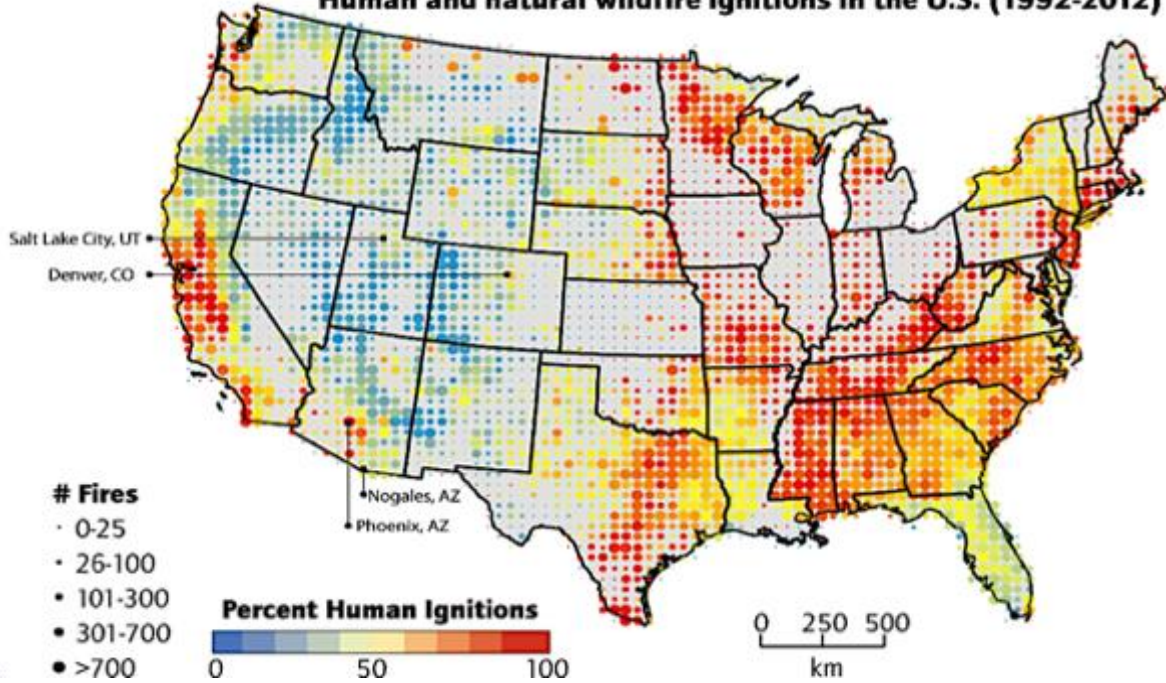 Human and natural wildfire ignitions in the U.S. (1992-2012)
Salt Lake City, UT
Denver, CO
Nogales, AZ
Phoenix, AZ
# Fires
0-25
26-100
101-300
301-700
>700
Percent Human Ignitions
0 50 100
0 250 500
km